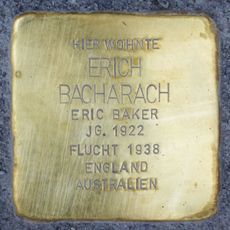 HIER WOHNTE
ERICH
BACHARACH
ERIC BAKER
JG. 1922
FLUCHT 1938
ENGLAND
AUSTRALIEN